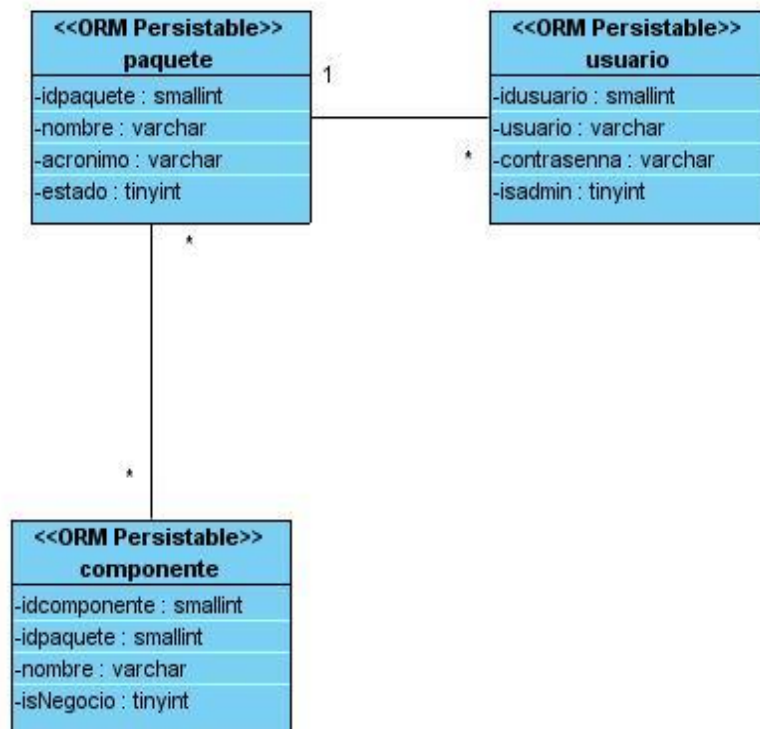 <<ORM Persistable>>
paquete
-idpaquete : smallint
-nombre : varchar
-acronimo : varchar
-estado : tinyint
1
*
<<ORM Persistable>>
usuario
-idusuario : smallint
-usuario : varchar
-contrasenna : varchar
-isadmin : tinyint
*
*
<<ORM Persistable>>
componente
-idcomponente : smallint
-idpaquete : smallint
-nombre : varchar
-isNegocio : tinyint